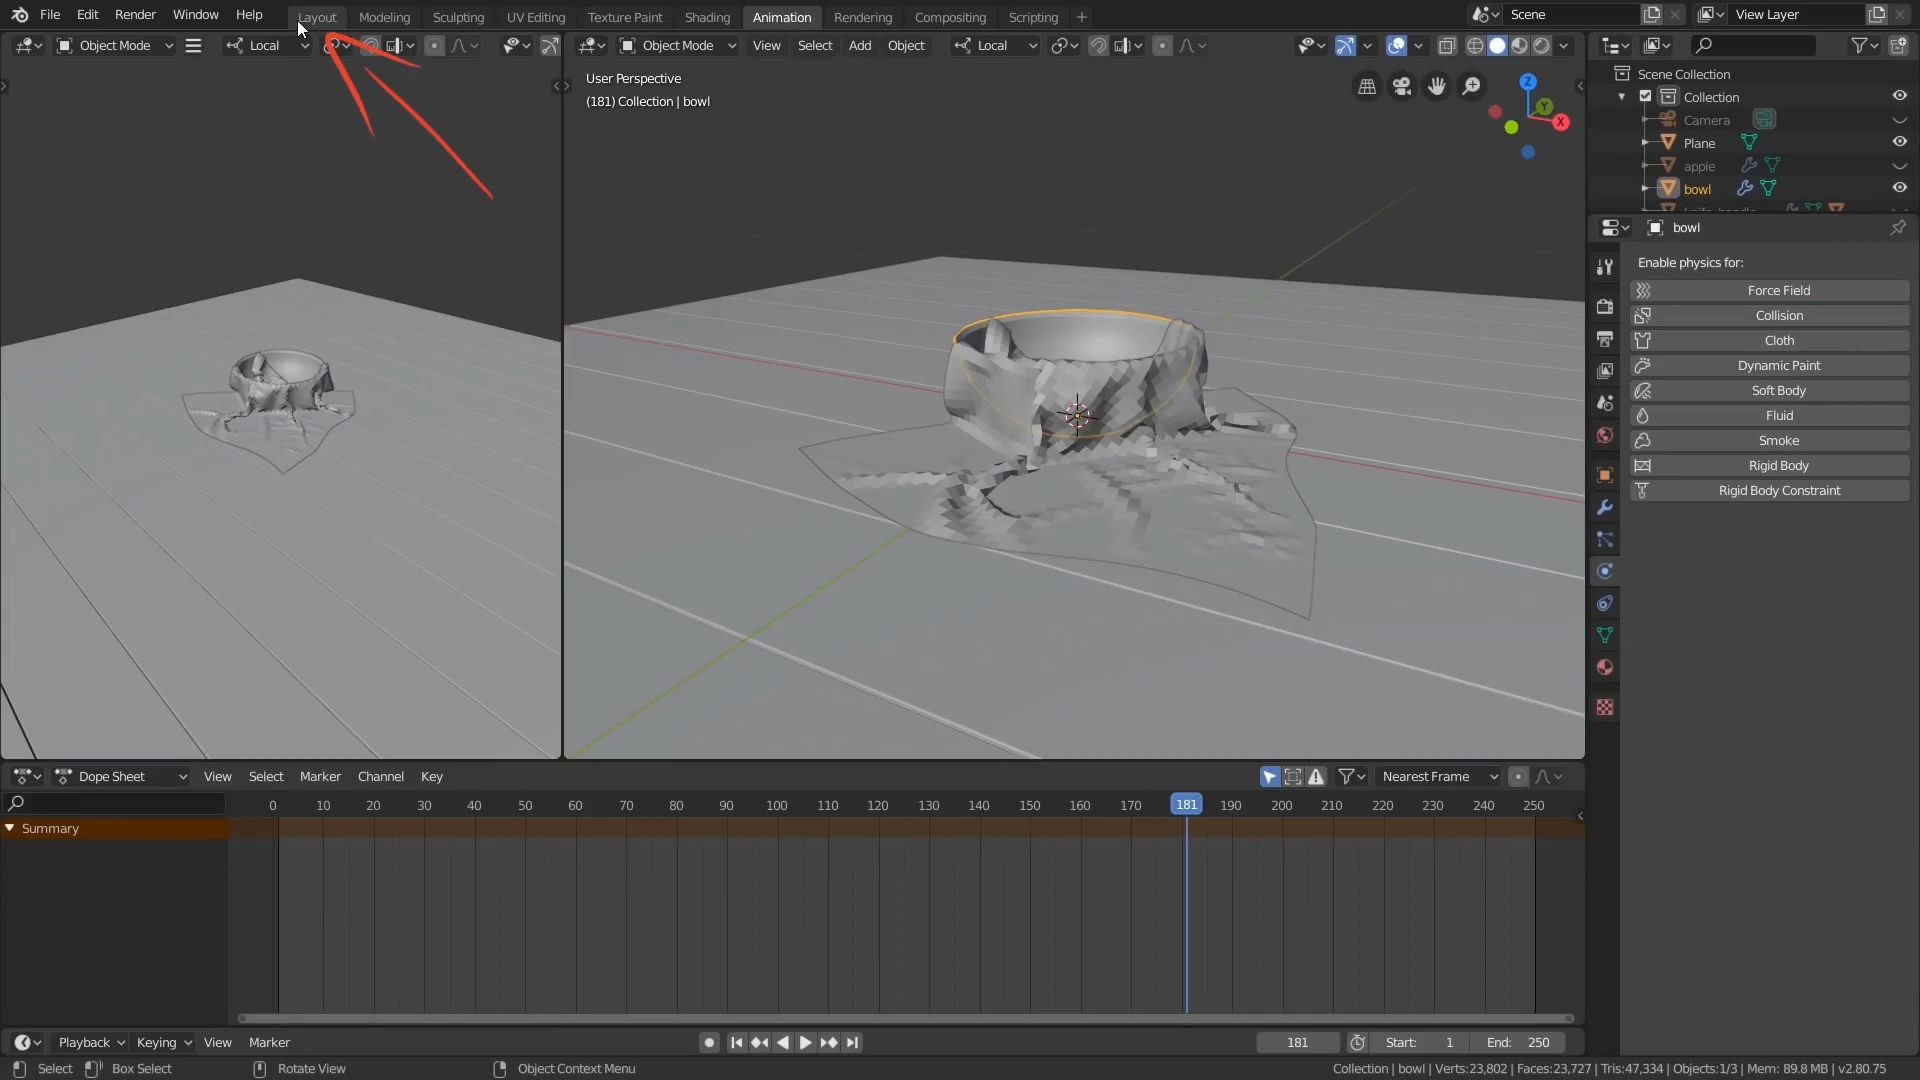 File Edit Render Window Help Layout Modeling Sculpting UV Editing Texture Paint Shading Animation Rendering Compositing Scripting + Scene View Layer
Object Mode Local Object Mode View Select Add Object Local
User Perspective
(181) Collection | bowl
Z
Y
X
Scene Collection
Collection
Camera
Plane
apple
bowl
bowl
Enable physics for:
Force Field
Collision
Cloth
Dynamic Paint
Soft Body
Fluid
Smoke
Rigid Body
Rigid Body Constraint
Dope Sheet View Select Marker Channel Key Nearest Frame
0 10 20 30 40 50 60 70 80 90 100 110 120 130 140 150 160 170 181 190 200 210 220 230 240 250
Summary
Playback Keying View Marker 181 Start: 1 End: 250
Select Box Select Rotate View Object Context Menu Collection | bowl | Verts:23,802 | Faces:23,727 | Tris:47,334 | Objects:1/3 | Mem: 89.8 MB | v2.80.75